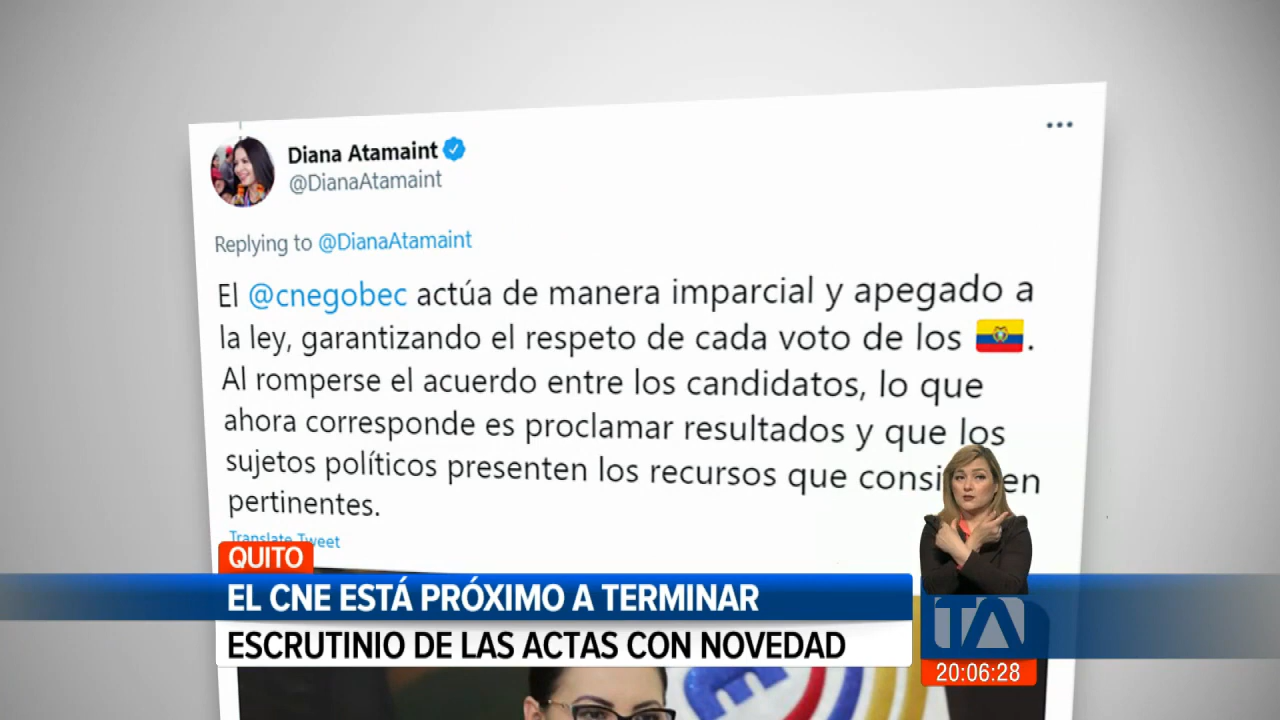 Diana Atamaint
@DianaAtamaint
Replying to @DianaAtamaint
El @cnegobec actúa de manera imparcial y apegado a
la ley, garantizando el respeto de cada voto de los 🇪🇨.
Al romperse el acuerdo entre los candidatos, lo que
ahora corresponde es proclamar resultados y que los
sujetos políticos presenten los recursos que consi en
pertinentes.
Translate Tweet
QUITO
EL CNE ESTÁ PRÓXIMO A TERMINAR
ESCRUTINIO DE LAS ACTAS CON NOVEDAD
TA
20:06:28